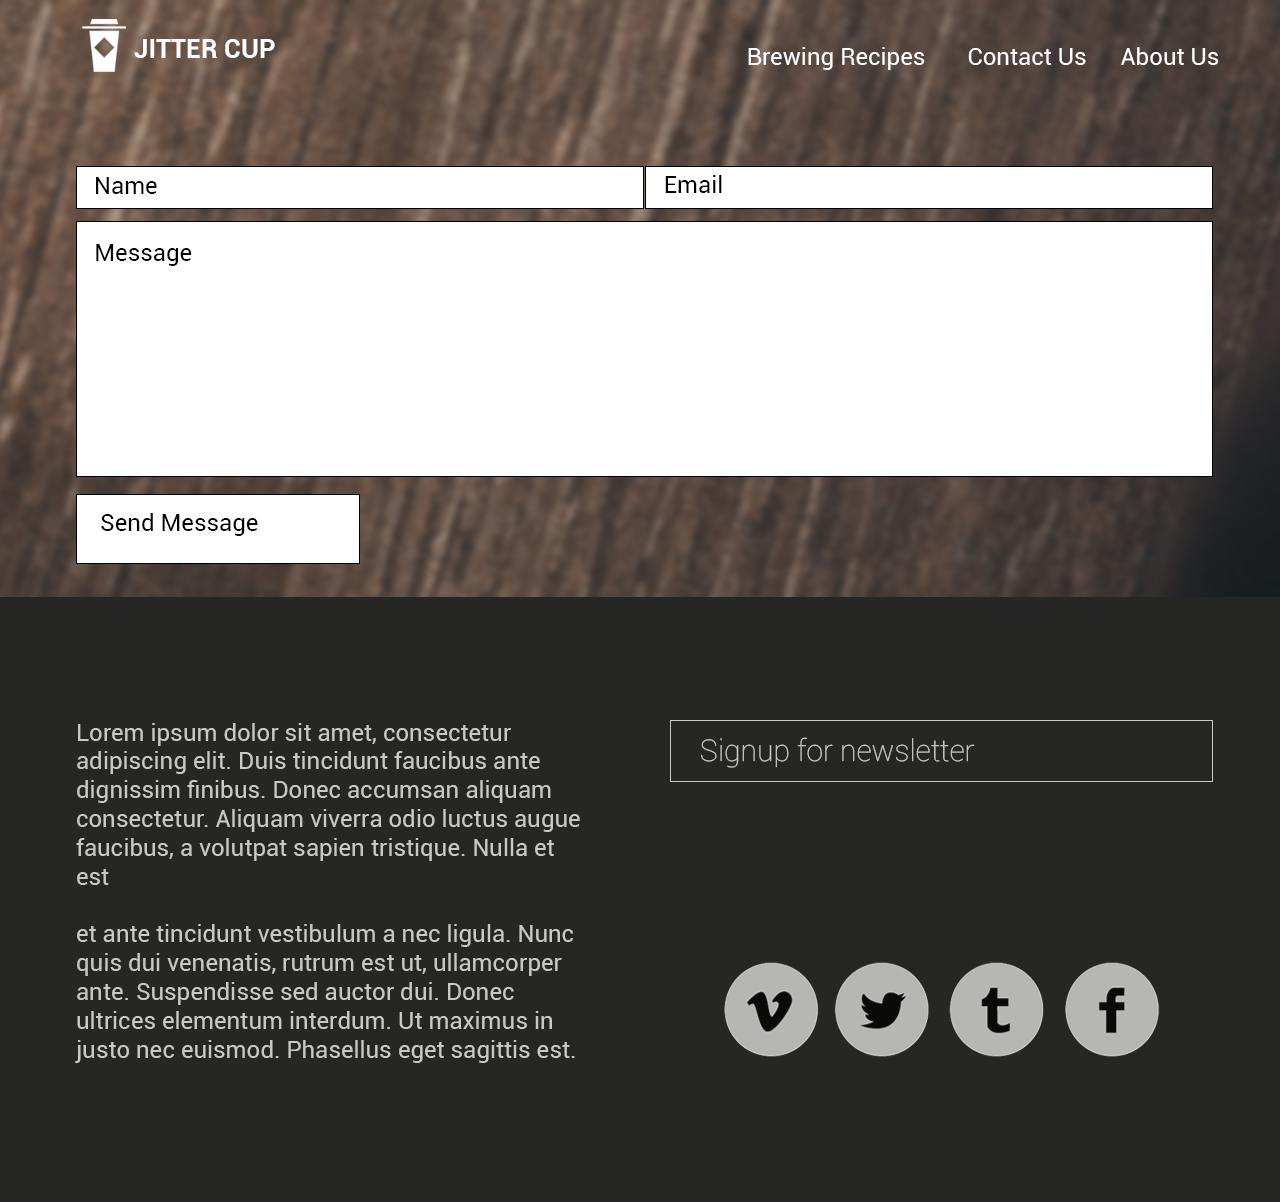 JITTER CUP
Brewing Recipes Contact Us About Us
Name
Email
Message
Send Message
Lorem ipsum dolor sit amet, consectetur
adipiscing elit. Duis tincidunt faucibus ante
dignissim finibus. Donec accumsan aliquam
consectetur. Aliquam viverra odio luctus augue
faucibus, a volutpat sapien tristique. Nulla et
est
et ante tincidunt vestibulum a nec ligula. Nunc
quis dui venenatis, rutrum est ut, ullamcorper
ante. Suspendisse sed auctor dui. Donec
ultrices elementum interdum. Ut maximus in
justo nec euismod. Phasellus eget sagittis est.
Signup for newsletter